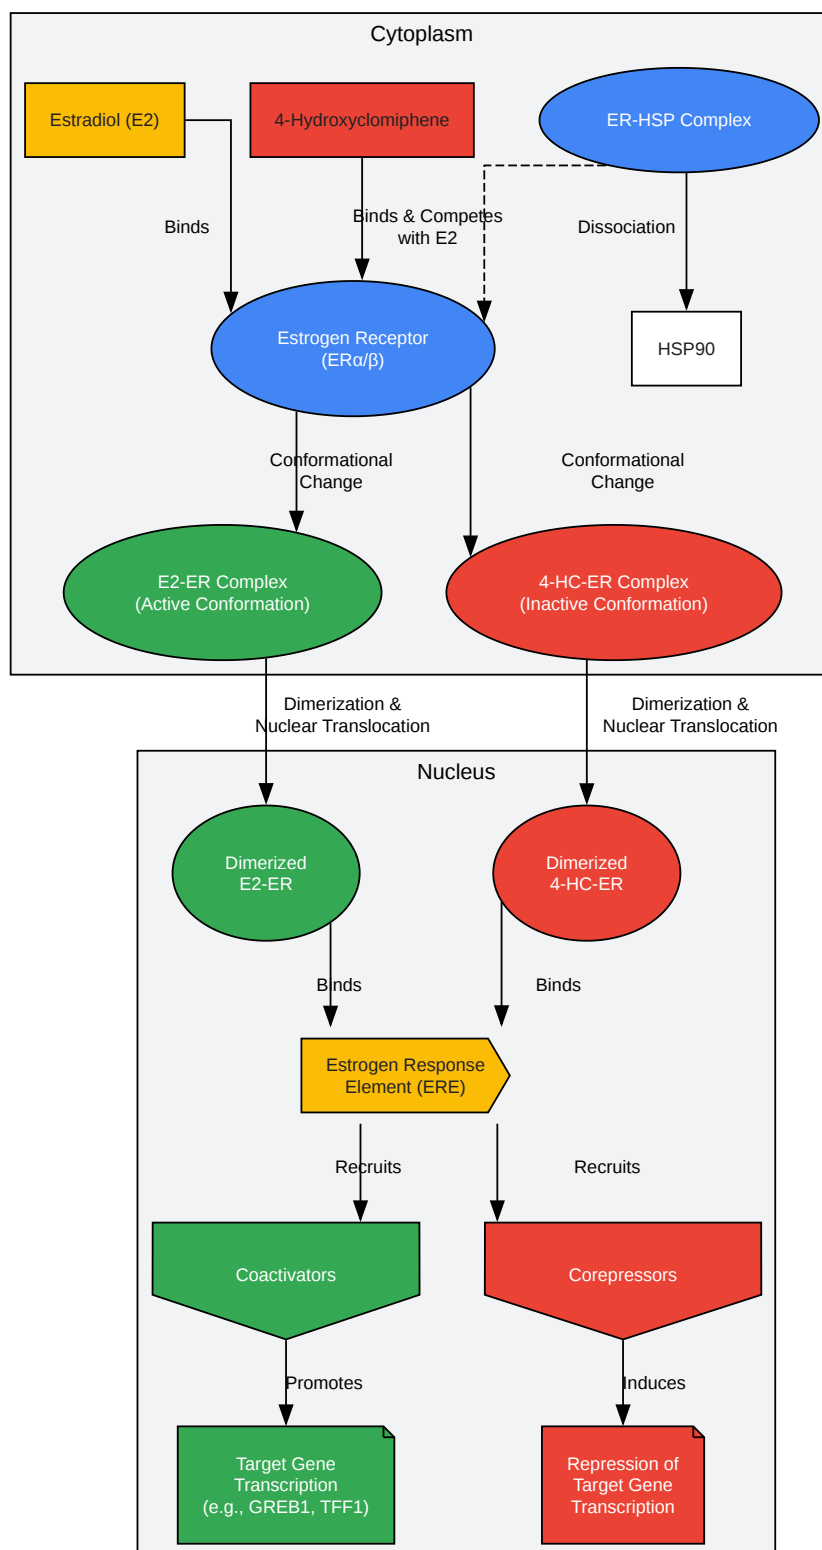 Cytoplasm
Estradiol (E2)
4-Hydroxyclomiphene
ER-HSP Complex
Binds
Binds & Competes
with E2
Dissociation
Estrogen Receptor
(ERα/β)
HSP90
Conformational
Change
Conformational
Change
E2-ER Complex
(Active Conformation)
4-HC-ER Complex
(Inactive Conformation)
Dimerization &
Nuclear Translocation
Dimerization &
Nuclear Translocation
Nucleus
Dimerized
E2-ER
Dimerized
4-HC-ER
Binds
Binds
Estrogen Response
Element (ERE)
Recruits
Recruits
Coactivators
Corepressors
Promotes
Induces
Target Gene
Transcription
(e.g., GREB1, TFF1)
Repression of
Target Gene
Transcription